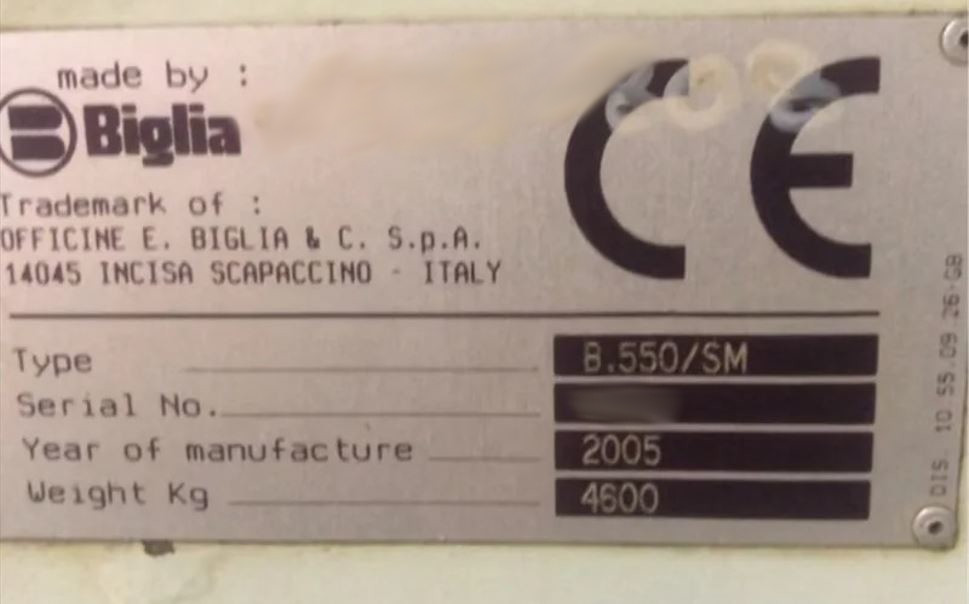 made by :
Biglia
CE
Trademark of :
OFFICINE E. BIGLIA & C. S.p.A.
14045 INCISA SCAPACCINO - ITALY
Type B.550/SM
Serial No.
Year of manufacture 2005
Weight Kg 4600
DIS. 10.55.09.26-GB